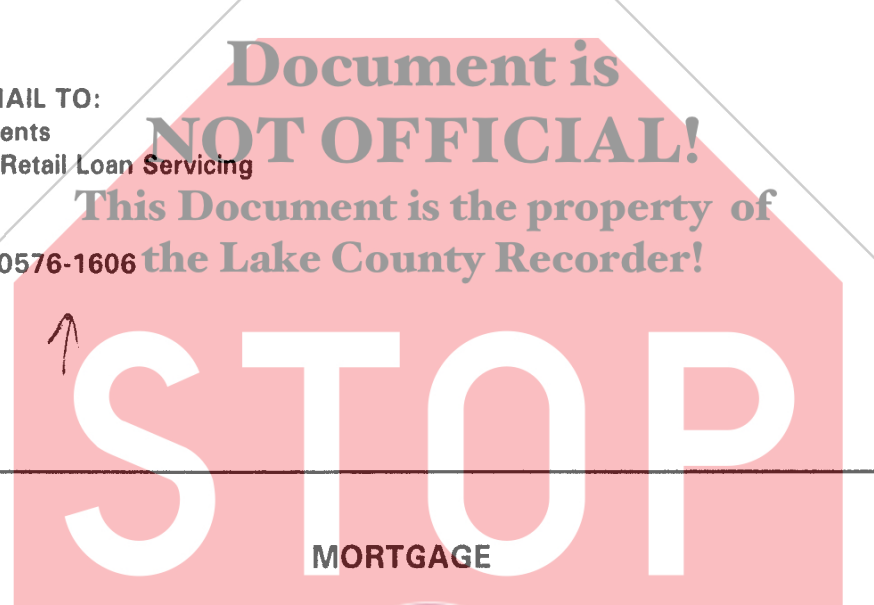 Document is
NOT OFFICIAL!
This Document is the property of
the Lake County Recorder!
MAIL TO:
ents
Retail Loan Servicing
0576-1606
STOP
MORTGAGE